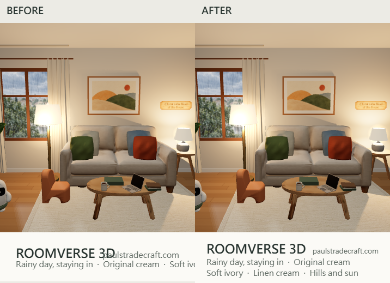 BEFORE
AFTER
ROOMVERSE 3D paulstradecraft.com
Rainy day, staying in · Original cream · Soft iv
ROOMVERSE 3D paulstradecraft.com
Rainy day, staying in · Original cream
Soft ivory · Linen cream · Hills and sun